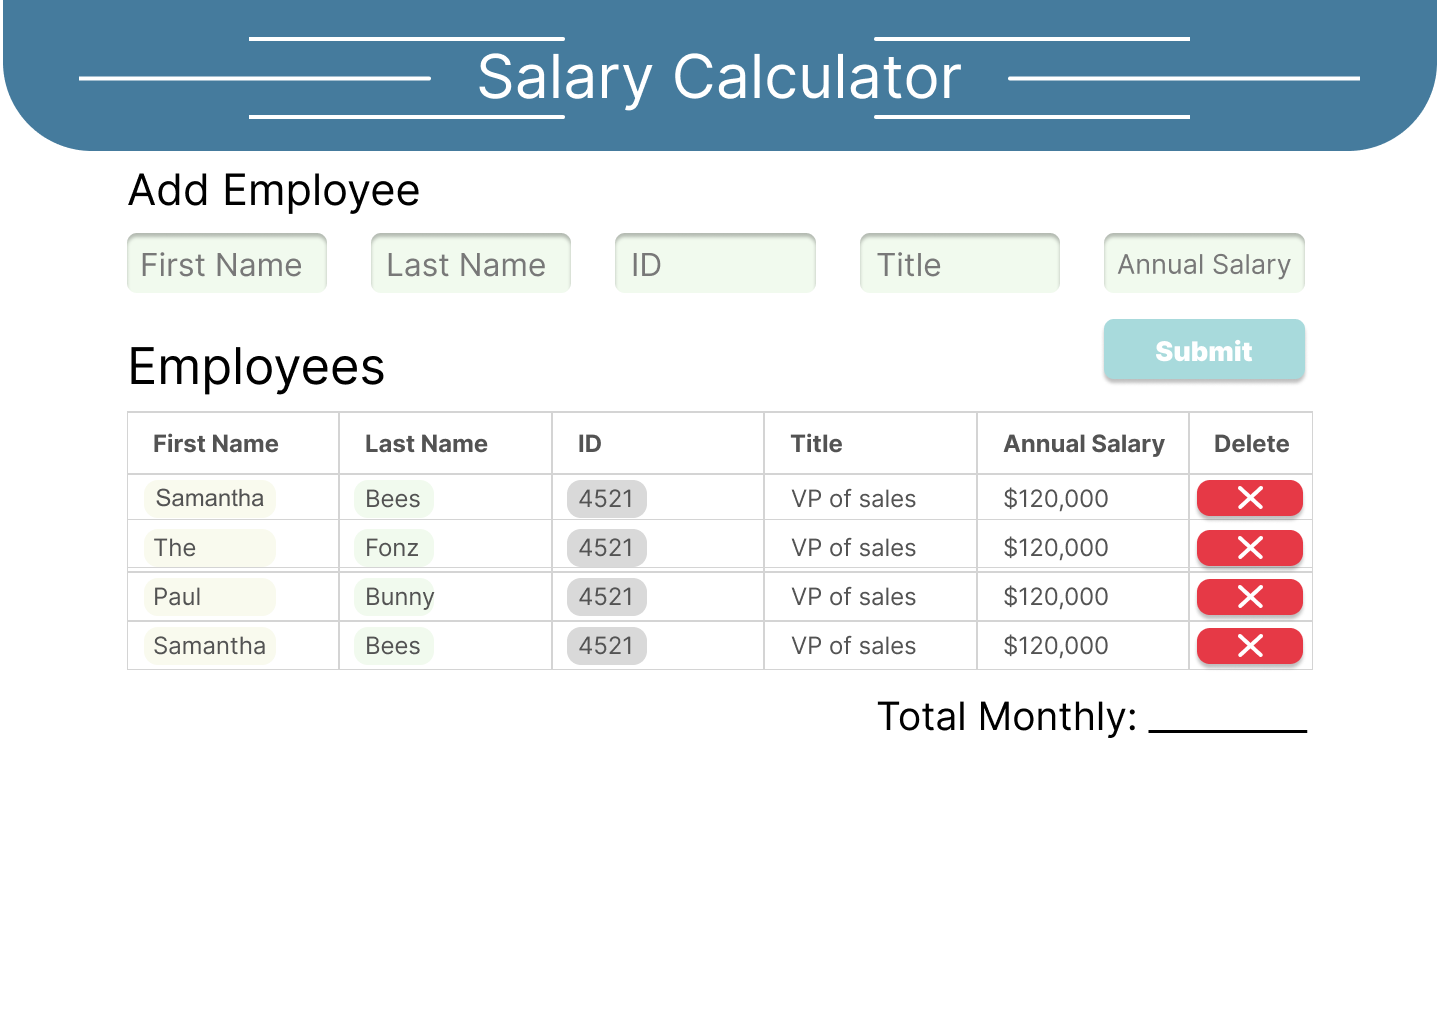 Salary Calculator
Add Employee
First Name Last Name ID Title Annual Salary
Submit
Employees
First Name Last Name ID Title Annual Salary Delete
Samantha Bees 4521 VP of sales $120,000
The Fonz 4521 VP of sales $120,000
Paul Bunny 4521 VP of sales $120,000
Samantha Bees 4521 VP of sales $120,000
Total Monthly: ________